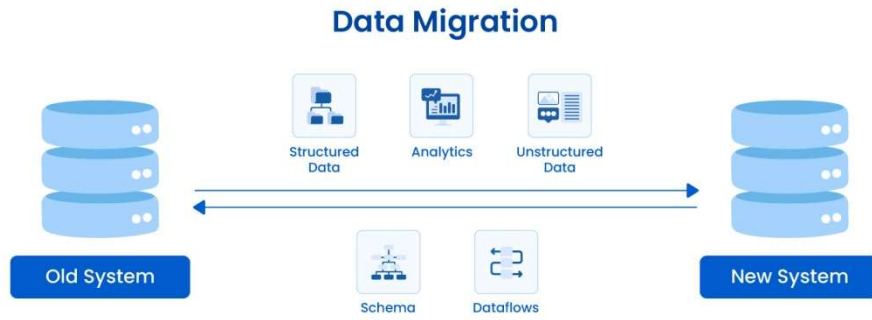 Data Migration
Structured
Data
Analytics
Unstructured
Data
Old System
New System
Schema
Dataflows